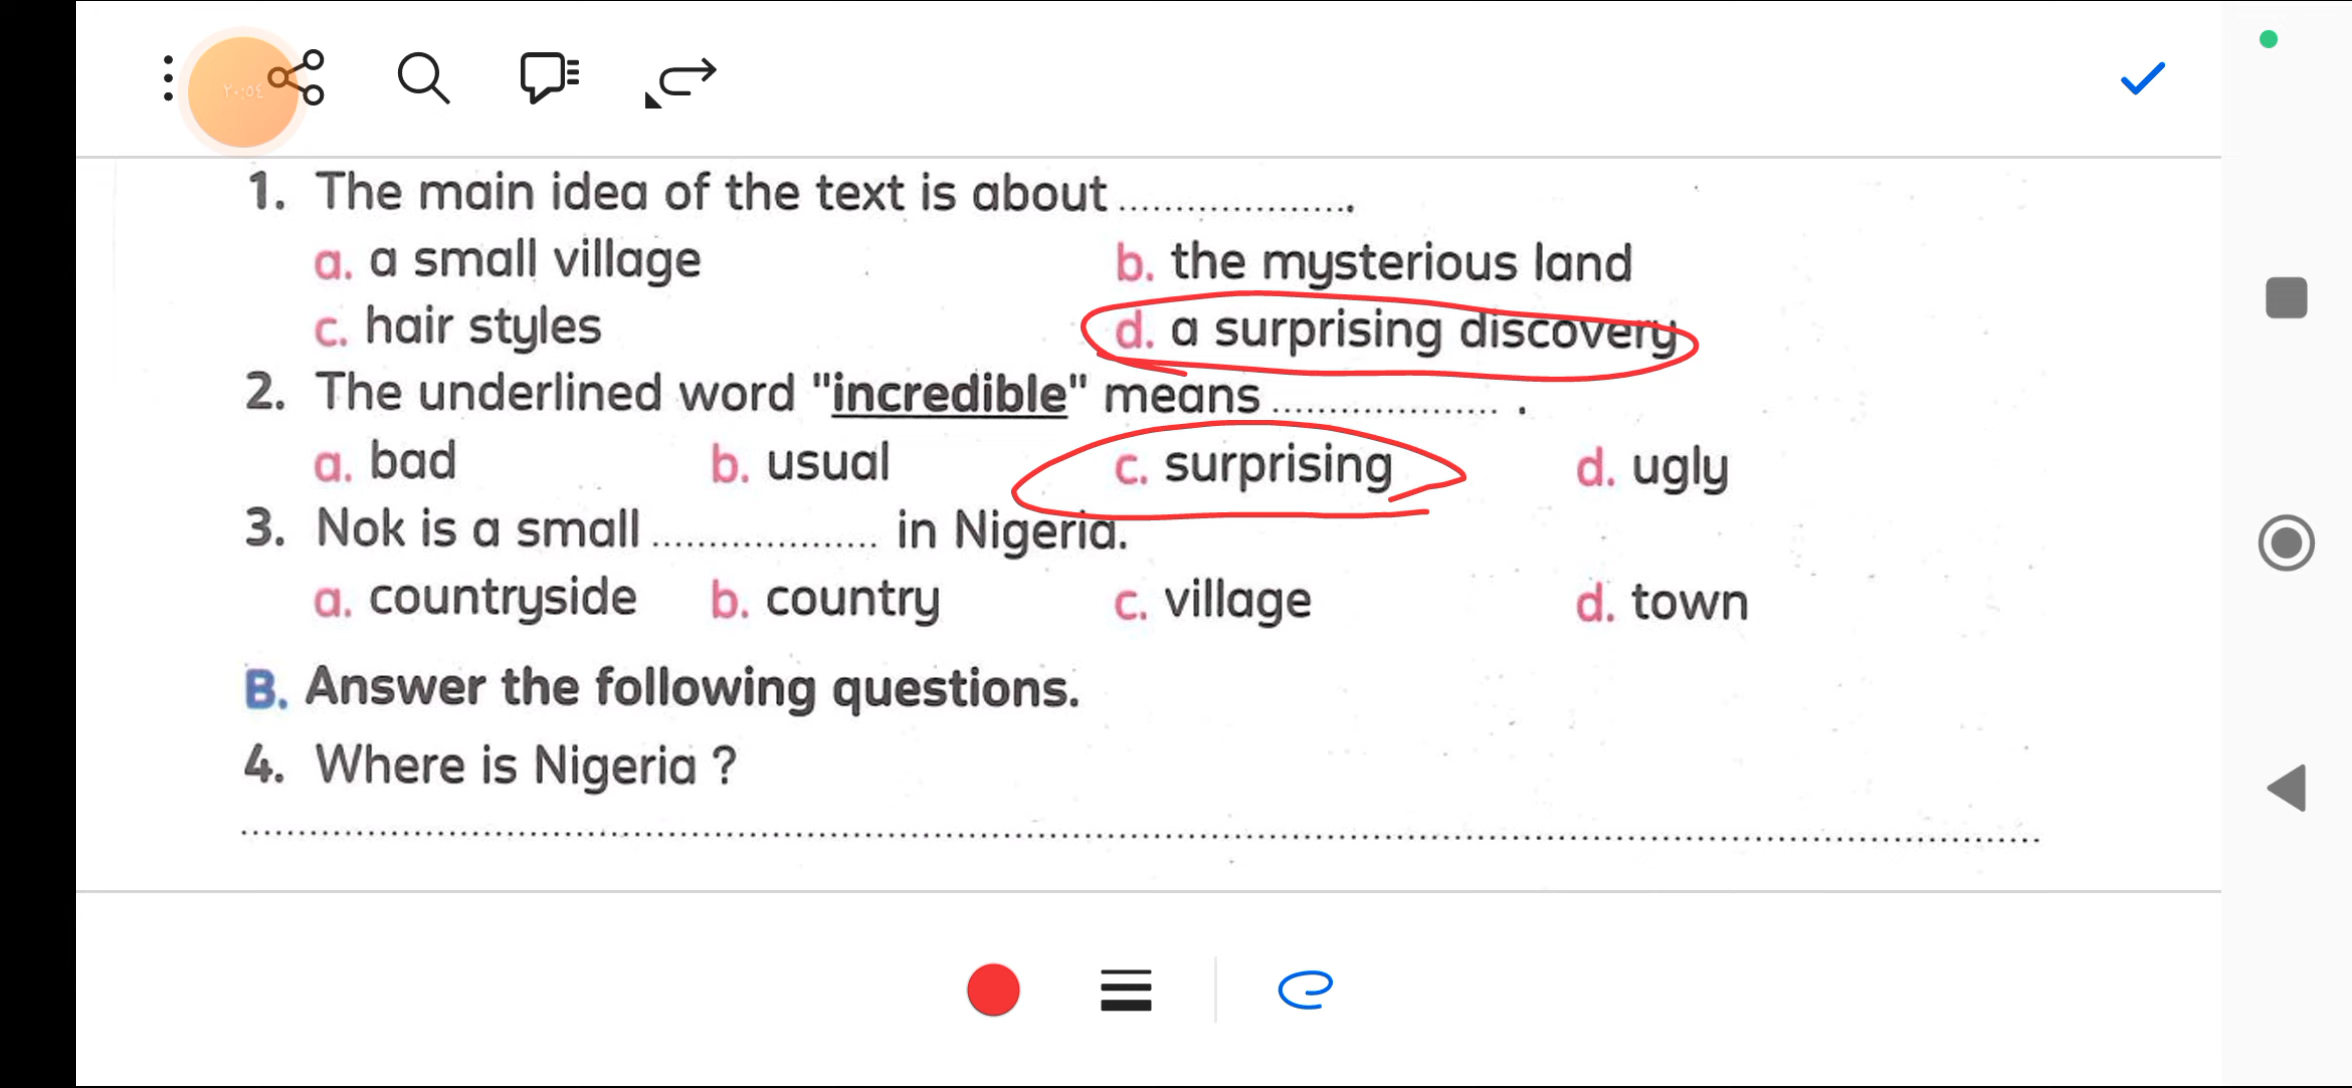 ٢٠:٥٤
1. The main idea of the text is about ....................
a. a small village b. the mysterious land
c. hair styles d. a surprising discovery
2. The underlined word "incredible" means .................... .
a. bad b. usual c. surprising d. ugly
3. Nok is a small .................... in Nigeria.
a. countryside b. country c. village d. town
B. Answer the following questions.
4. Where is Nigeria ?